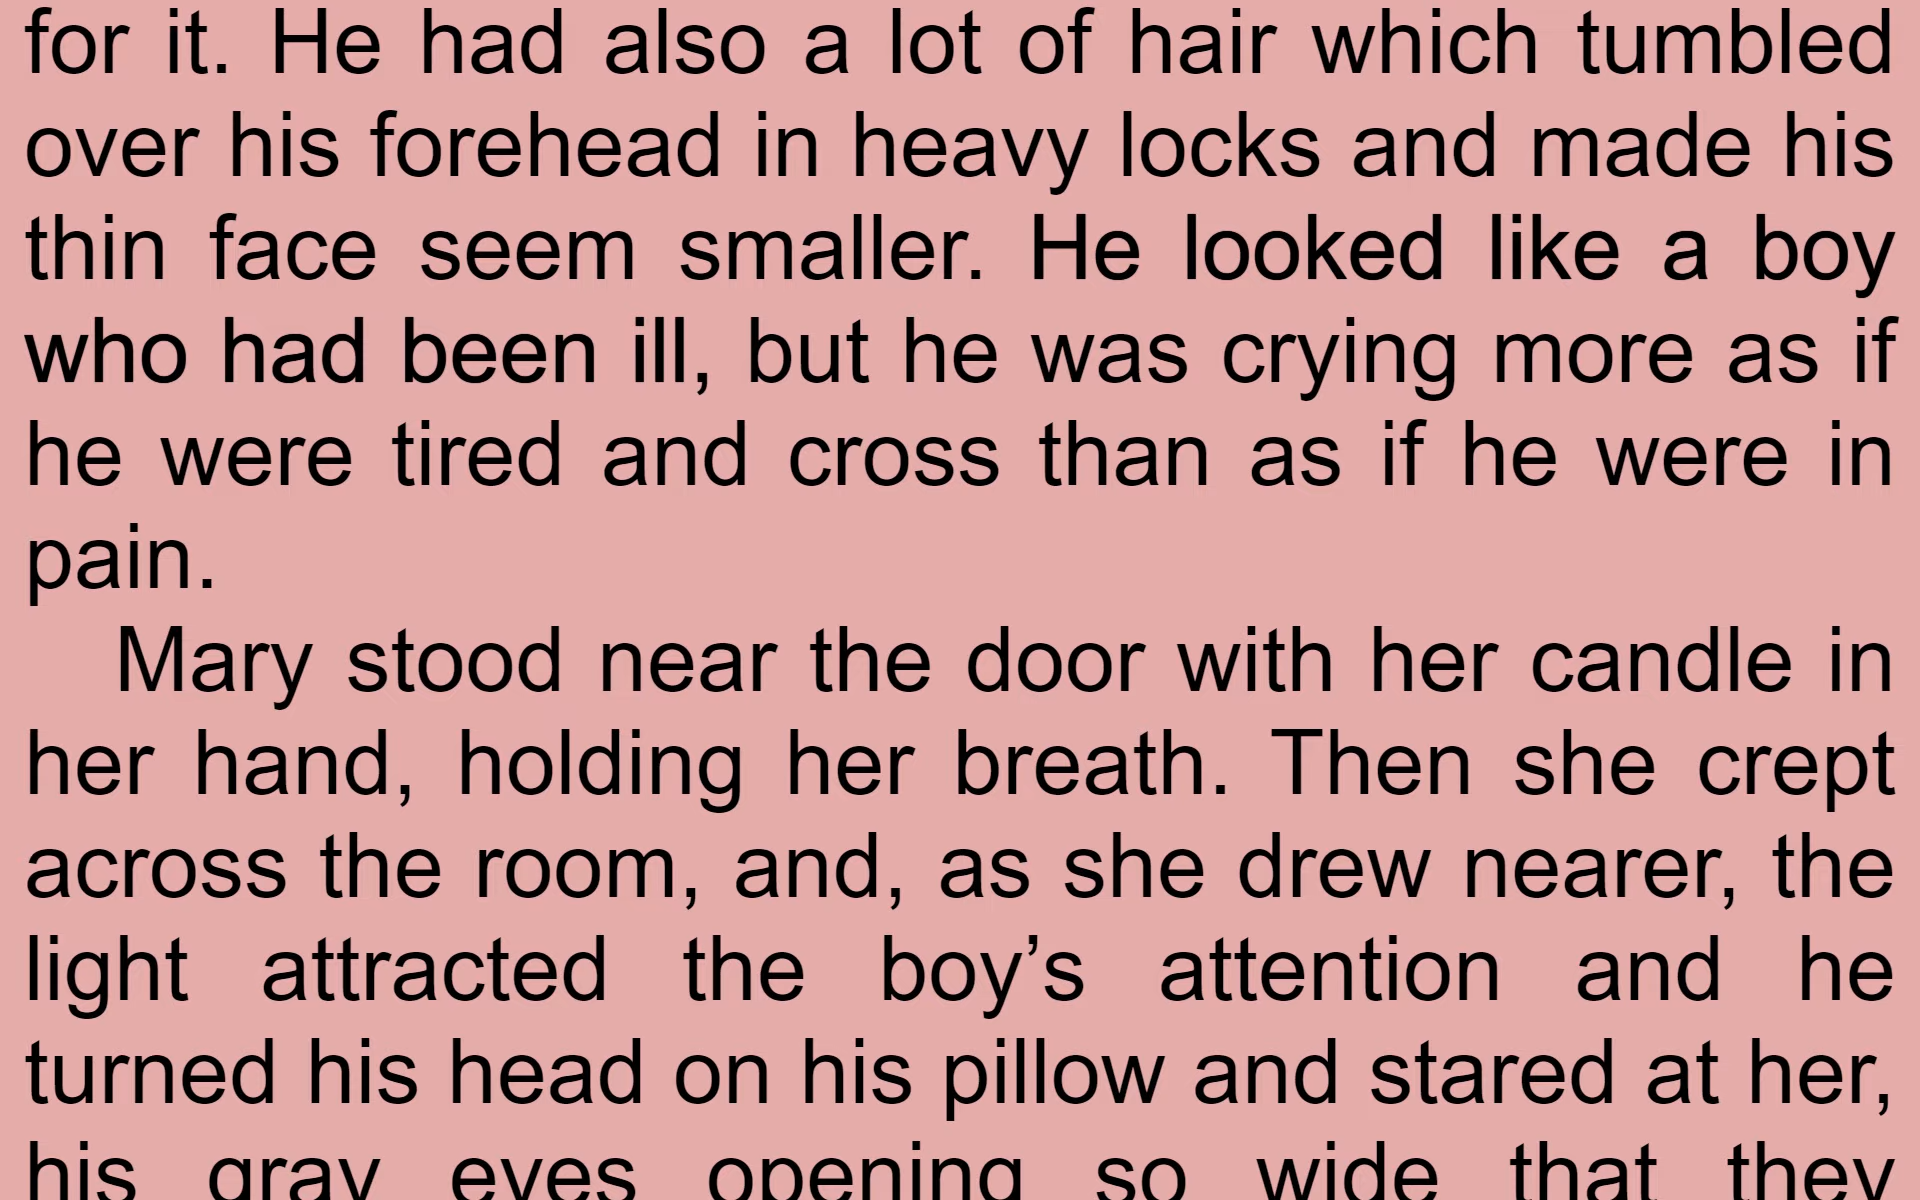 for it. He had also a lot of hair which tumbled
over his forehead in heavy locks and made his
thin face seem smaller. He looked like a boy
who had been ill, but he was crying more as if
he were tired and cross than as if he were in
pain.
Mary stood near the door with her candle in
her hand, holding her breath. Then she crept
across the room, and, as she drew nearer, the
light attracted the boy’s attention and he
turned his head on his pillow and stared at her,
his gray eyes opening so wide that they